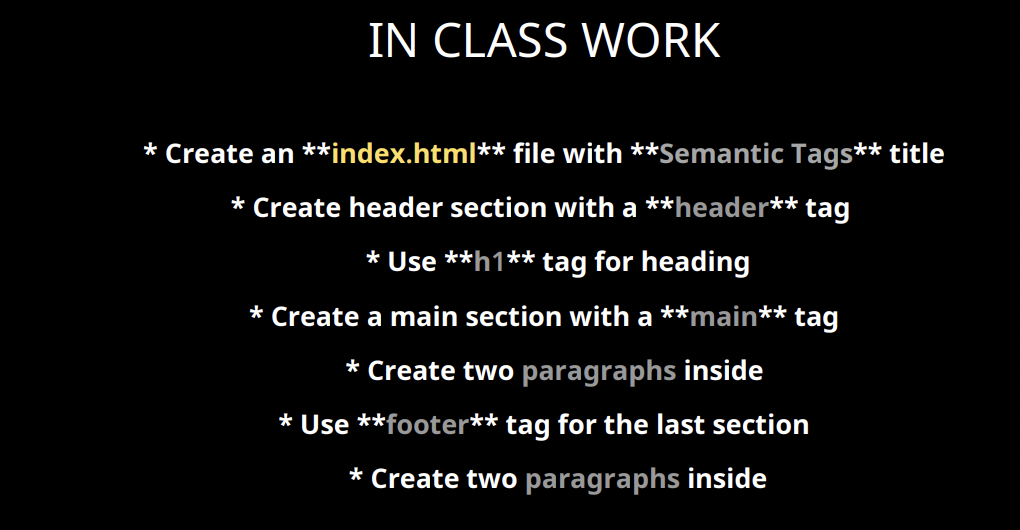 IN CLASS WORK
* Create an **index.html** file with **Semantic Tags** title
* Create header section with a **header** tag
* Use **h1** tag for heading
* Create a main section with a **main** tag
* Create two paragraphs inside
* Use **footer** tag for the last section
* Create two paragraphs inside